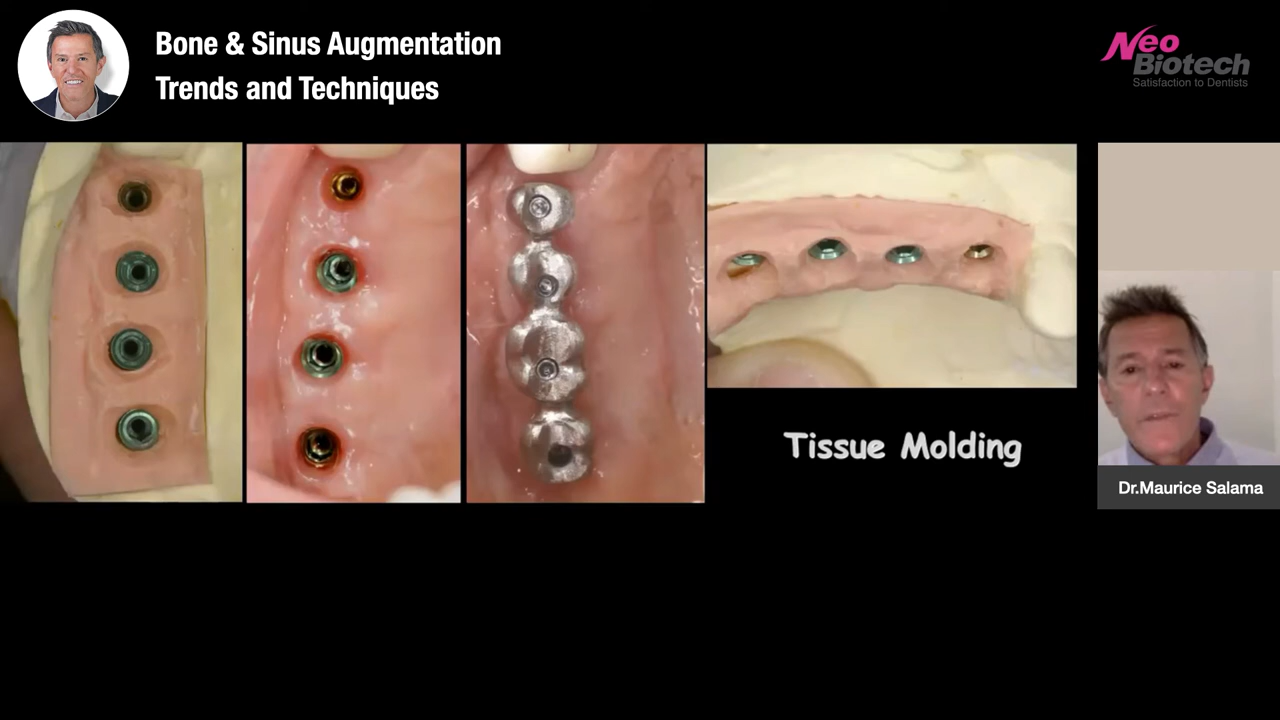 Bone & Sinus Augmentation
Trends and Techniques
Neo
Biotech
Satisfaction to Dentists
Tissue Molding
Dr.Maurice Salama